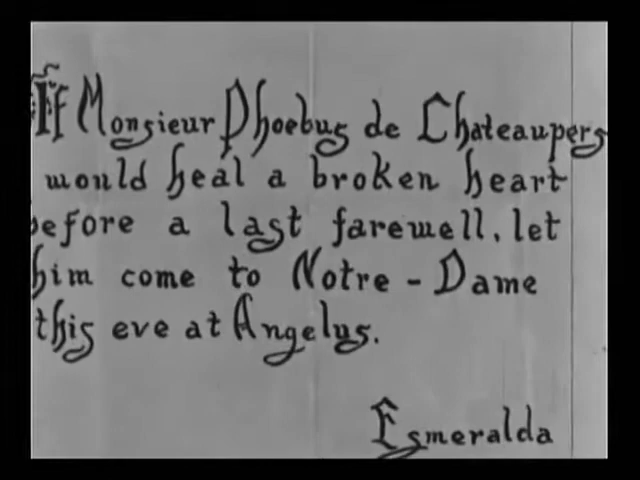 If Monsieur Phoebus de Chateaupers
would heal a broken heart
before a last farewell, let
him come to Notre-Dame
this eve at Angelus.
Esmeralda